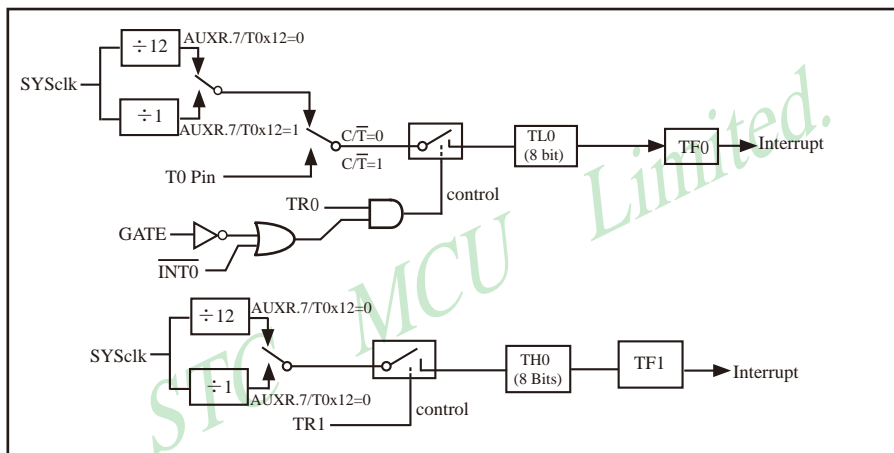 ÷12
AUXR.7/T0x12=0
SYSclk
÷1
AUXR.7/T0x12=1
C/T̅=0
C/T̅=1
T0 Pin
TL0
(8 bit)
TF0
Interrupt
control
TR0
GATE
I̅N̅T̅0̅
÷12
AUXR.7/T0x12=0
SYSclk
÷1
AUXR.7/T0x12=0
TH0
(8 Bits)
TF1
Interrupt
control
TR1
STC MCU Limited.